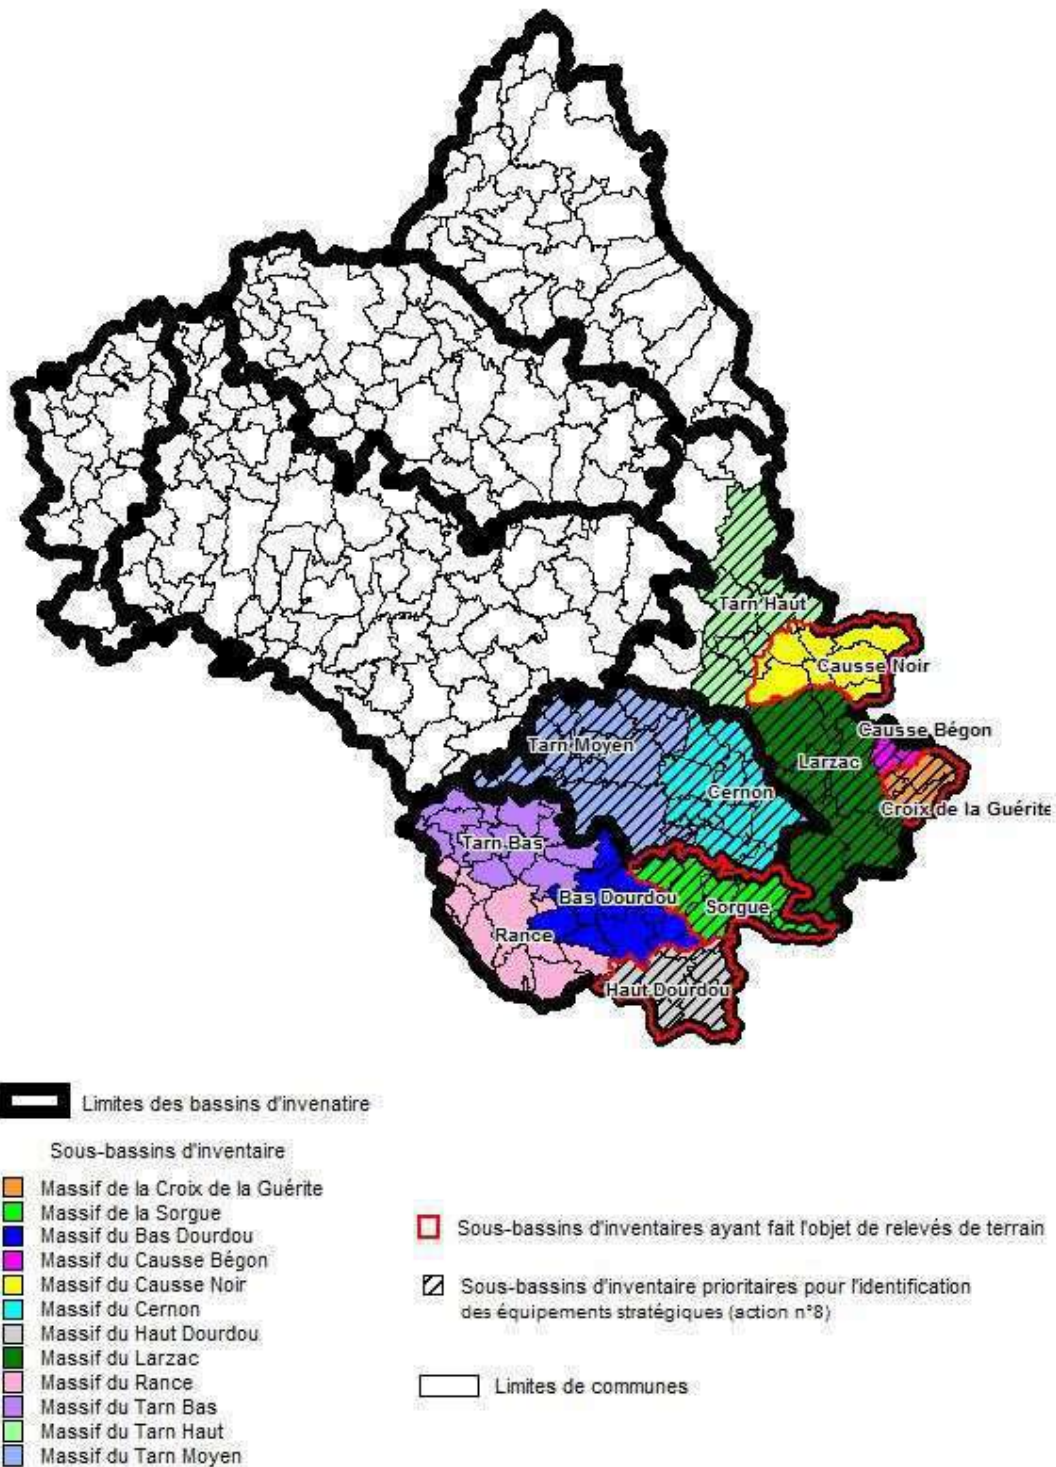 Tarn Haut
Causse Noir
Causse Bégon
Tarn Moyen
Larzac
Cernon
Croix de la Guérite
Tarn Bas
Bas Dourdou
Sorgue
Rance
Haut Dourdou
Limites des bassins d'invenatire
Sous-bassins d'inventaire
Massif de la Croix de la Guérite
Massif de la Sorgue
Massif du Bas Dourdou
Massif du Causse Bégon
Massif du Causse Noir
Massif du Cernon
Massif du Haut Dourdou
Massif du Larzac
Massif du Rance
Massif du Tarn Bas
Massif du Tarn Haut
Massif du Tarn Moyen
Sous-bassins d'inventaires ayant fait l'objet de relevés de terrain
Sous-bassins d'inventaire prioritaires pour l'identification
des équipements stratégiques (action n°8)
Limites de communes